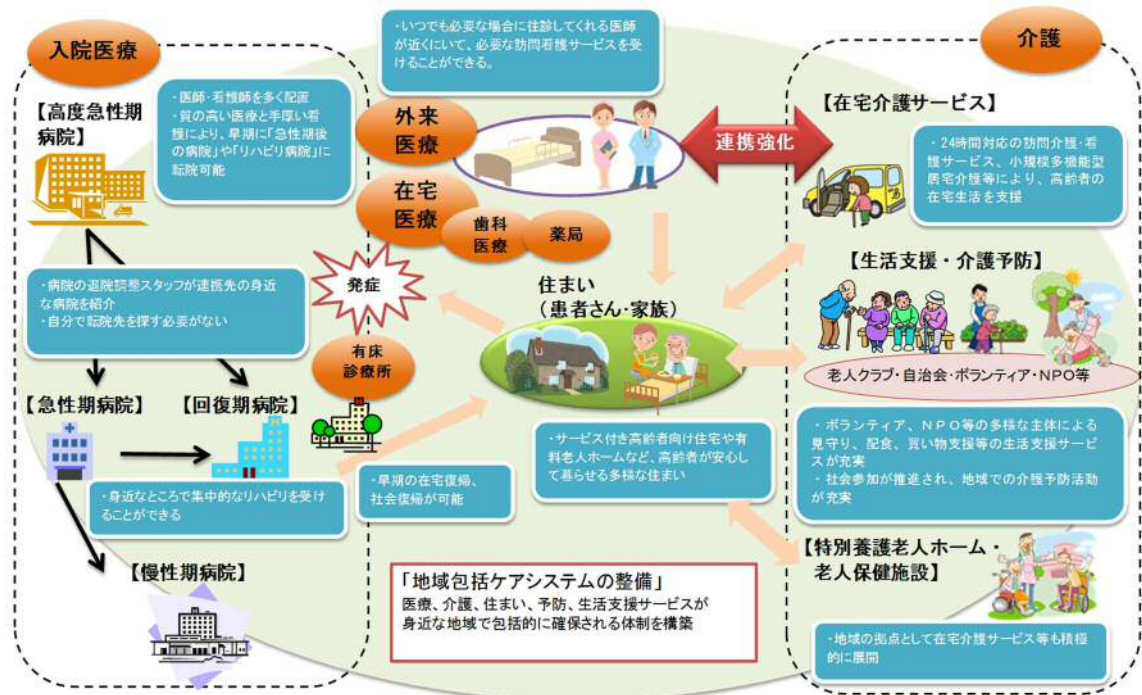 入院医療
【高度急性期
病院】
・医師・看護師を多く配置
・質の高い医療と手厚い看
護により、早期に「急性期後
の病院」や「リハビリ病院」に
転院可能
・病院の退院調整スタッフが連携先の身近
な病院を紹介
・自分で転院先を探す必要がない
【急性期病院】
【回復期病院】
・身近なところで集中的なリハビリを受け
ることができる
【慢性期病院】
・いつでも必要な場合に往診してくれる医師
が近くにいて、必要な訪問看護サービスを受
けることができる。
外来
医療
在宅
医療
歯科
医療
薬局
連携強化
発症
有床
診療所
住まい
（患者さん・家族）
・早期の在宅復帰、
社会復帰が可能
・サービス付き高齢者向け住宅や有
料老人ホームなど、高齢者が安心し
て暮らせる多様な住まい
「地域包括ケアシステムの整備」
医療、介護、住まい、予防、生活支援サービスが
身近な地域で包括的に確保される体制を構築
介護
【在宅介護サービス】
・24時間対応の訪問介護・看
護サービス、小規模多機能型
居宅介護等により、高齢者の
在宅生活を支援
【生活支援・介護予防】
老人クラブ・自治会・ボランティア・NPO等
・ボランティア、ＮＰＯ等の多様な主体による
見守り、配食、買い物支援等の生活支援サービ
スが充実
・社会参加が推進され、地域での介護予防活動
が充実
【特別養護老人ホーム・
老人保健施設】
・地域の拠点として在宅介護サービス等も積極
的に展開